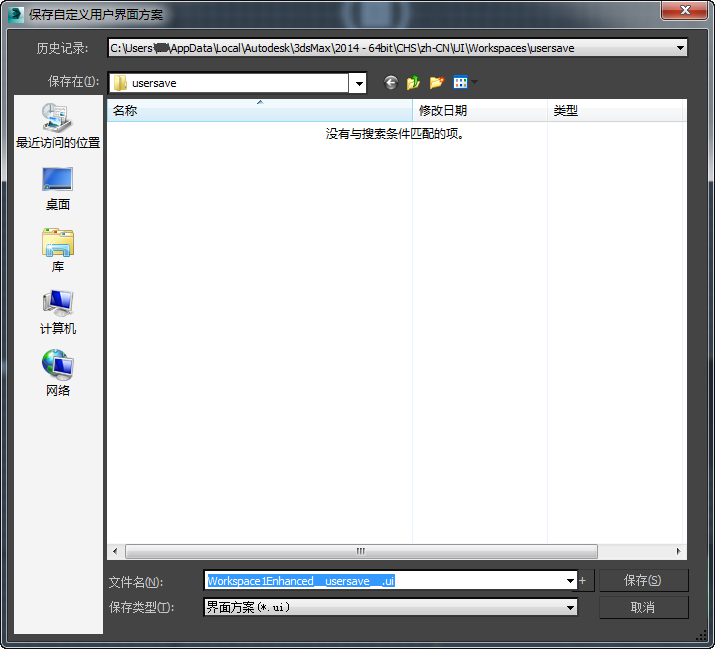 保存自定义用户界面方案
历史记录:
C:\Users\ \AppData\Local\Autodesk\3dsMax\2014 - 64bit\CHS\zh-CN\UI\Workspaces\usersave
保存在(I):
usersave
名称
修改日期
类型
没有与搜索条件匹配的项。
最近访问的位置
桌面
库
计算机
网络
文件名(N):
Workspace1Enhanced__usersave__.ui
+
保存(S)
保存类型(T):
界面方案(*.ui)
取消